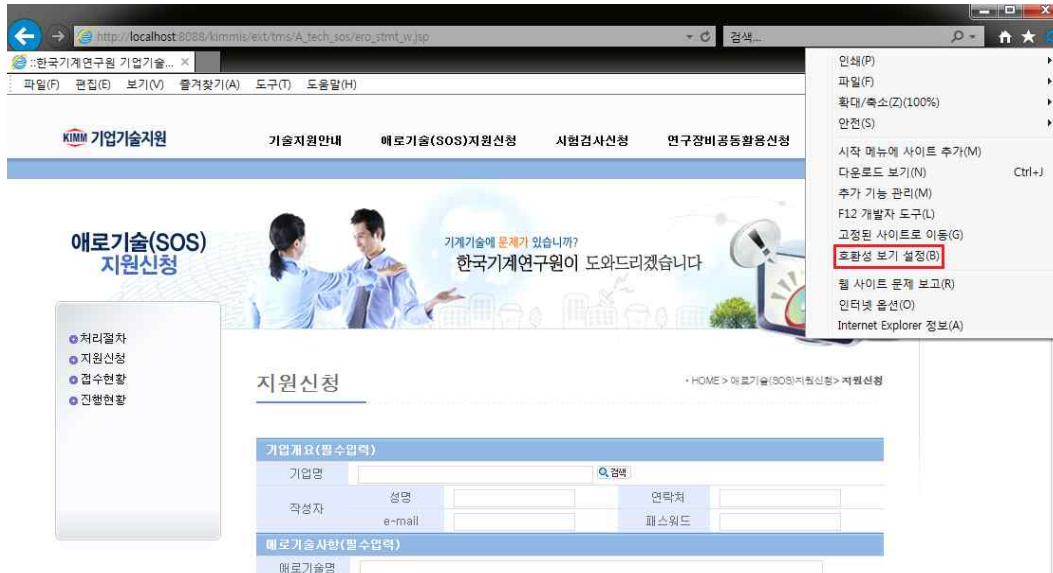 http://localhost:8088/kimmis/ext/tms/A_tech_sos/ero_stmt_w.jsp
검색...
::한국기계연구원 기업기술...
파일(F) 편집(E) 보기(V) 즐겨찾기(A) 도구(T) 도움말(H)
KIMM 기업기술지원
기술지원안내 애로기술(SOS)지원신청 시험검사신청 연구장비공동활용신청
애로기술(SOS)
지원신청
기계기술에 문제가 있습니까?
한국기계연구원이 도와드리겠습니다
처리절차
지원신청
접수현황
진행현황
지원신청
HOME > 애로기술(SOS)지원신청> 지원신청
기업개요(필수입력)
기업명
검색
작성자
성명
연락처
e-mail
패스워드
애로기술사항(필수입력)
애로기술명
인쇄(P)
파일(F)
확대/축소(Z)(100%)
안전(S)
시작 메뉴에 사이트 추가(M)
다운로드 보기(N) Ctrl+J
추가 기능 관리(M)
F12 개발자 도구(L)
고정된 사이트로 이동(G)
호환성 보기 설정(B)
웹 사이트 문제 보고(R)
인터넷 옵션(O)
Internet Explorer 정보(A)